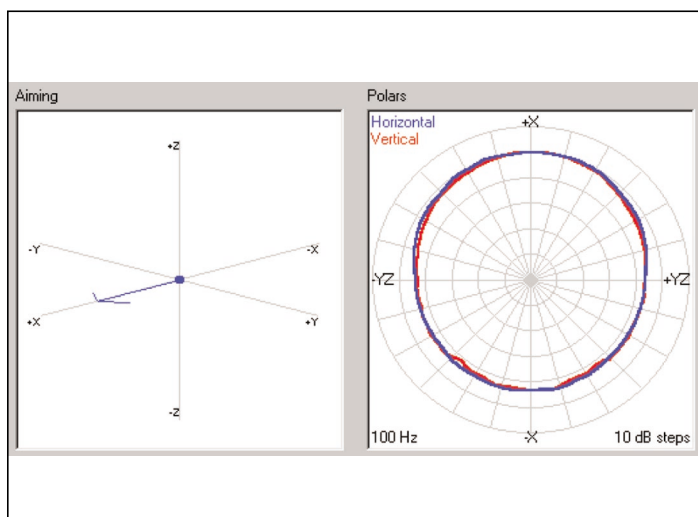 Aiming
+Z
-Y
-X
+X
+Y
-Z
Polars
Horizontal
Vertical
+X
-YZ
+YZ
-X
100 Hz
10 dB steps